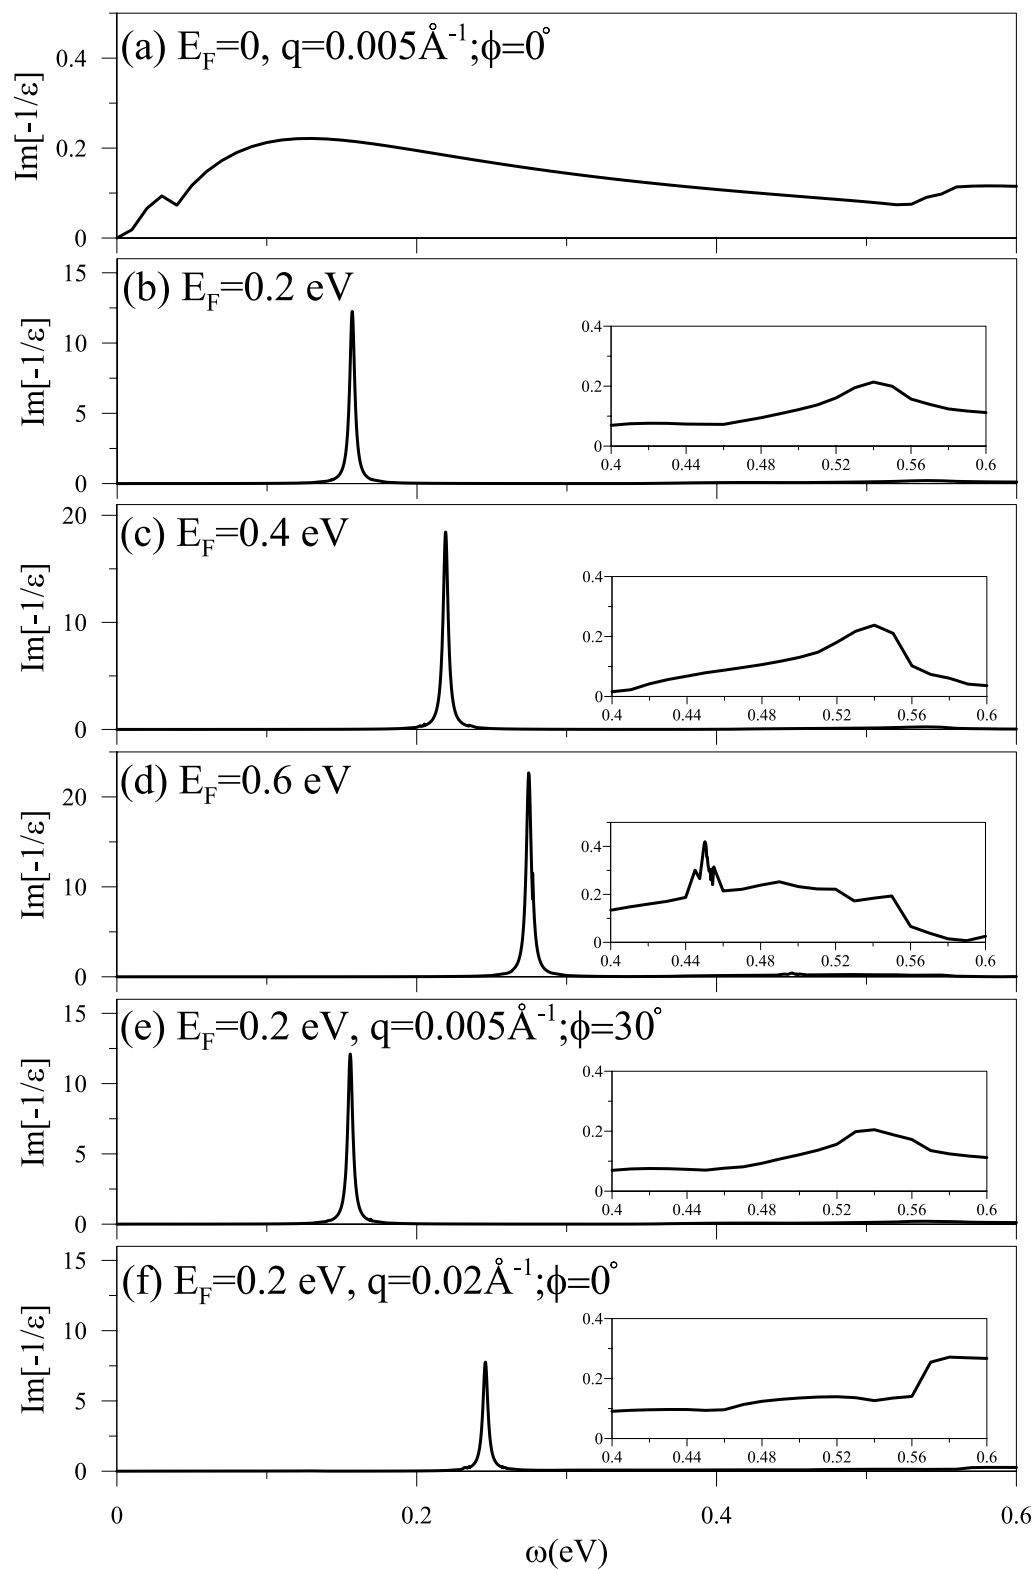 (a) E_F=0, q=0.005Å⁻¹;ϕ=0°
Im[-1/ε]
0.4
0.2
0
(b) E_F=0.2 eV
Im[-1/ε]
15
10
5
0
0.4
0.2
0
0.4 0.44 0.48 0.52 0.56 0.6
(c) E_F=0.4 eV
Im[-1/ε]
20
10
0
0.4
0.2
0
0.4 0.44 0.48 0.52 0.56 0.6
(d) E_F=0.6 eV
Im[-1/ε]
20
10
0
0.4
0.2
0
0.4 0.44 0.48 0.52 0.56 0.6
(e) E_F=0.2 eV, q=0.005Å⁻¹;ϕ=30°
Im[-1/ε]
15
10
5
0
0.4
0.2
0
0.4 0.44 0.48 0.52 0.56 0.6
(f) E_F=0.2 eV, q=0.02Å⁻¹;ϕ=0°
Im[-1/ε]
15
10
5
0
0.4
0.2
0
0.4 0.44 0.48 0.52 0.56 0.6
0 0.2 0.4 0.6
ω(eV)